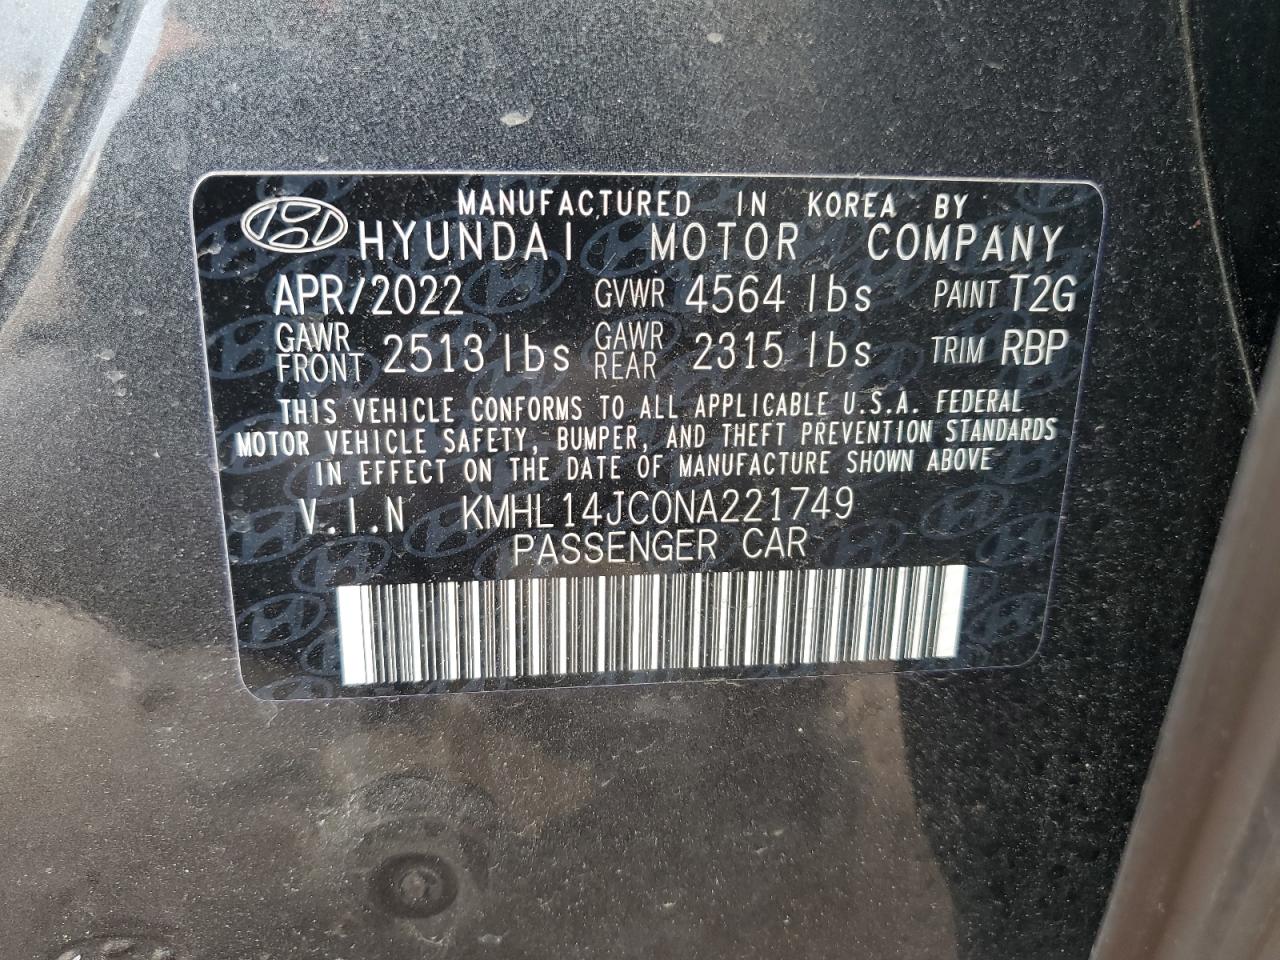 MANUFACTURED IN KOREA BY
HYUNDAI MOTOR COMPANY
APR/2022 GVWR 4564 lbs PAINT T2G
GAWR FRONT 2513 lbs GAWR REAR 2315 lbs TRIM RBP
THIS VEHICLE CONFORMS TO ALL APPLICABLE U.S.A. FEDERAL
MOTOR VEHICLE SAFETY, BUMPER, AND THEFT PREVENTION STANDARDS
IN EFFECT ON THE DATE OF MANUFACTURE SHOWN ABOVE
V.I.N KMHL14JC0NA221749
PASSENGER CAR